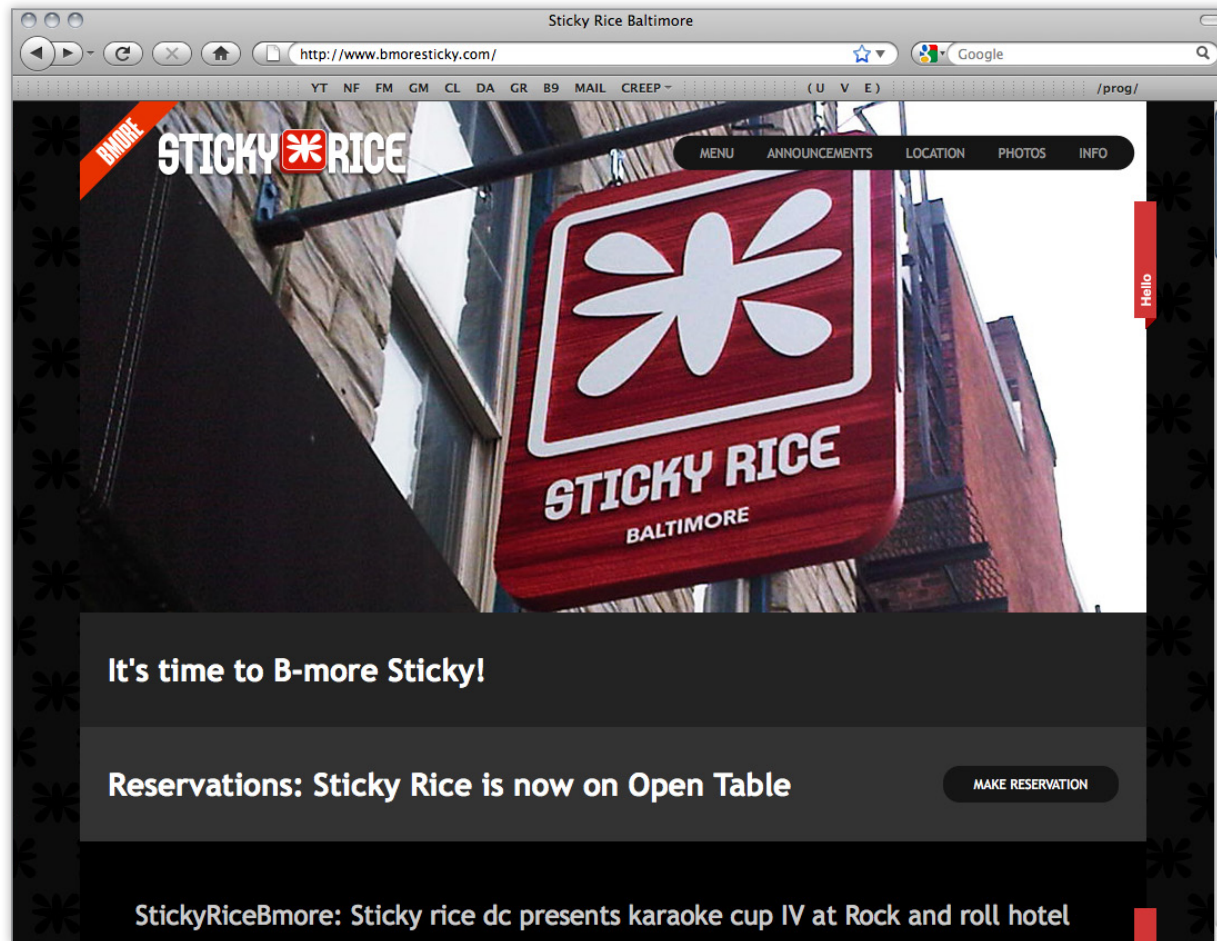 Sticky Rice Baltimore
http://www.bmoresticky.com/
Google
YT NF FM GM CL DA GR B9 MAIL CREEP (U V E) /prog/
BMORE
STICKY RICE
MENU ANNOUNCEMENTS LOCATION PHOTOS INFO
Hello
STICKY RICE
BALTIMORE
It's time to B-more Sticky!
Reservations: Sticky Rice is now on Open Table
MAKE RESERVATION
StickyRiceBmore: Sticky rice dc presents karaoke cup IV at Rock and roll hotel